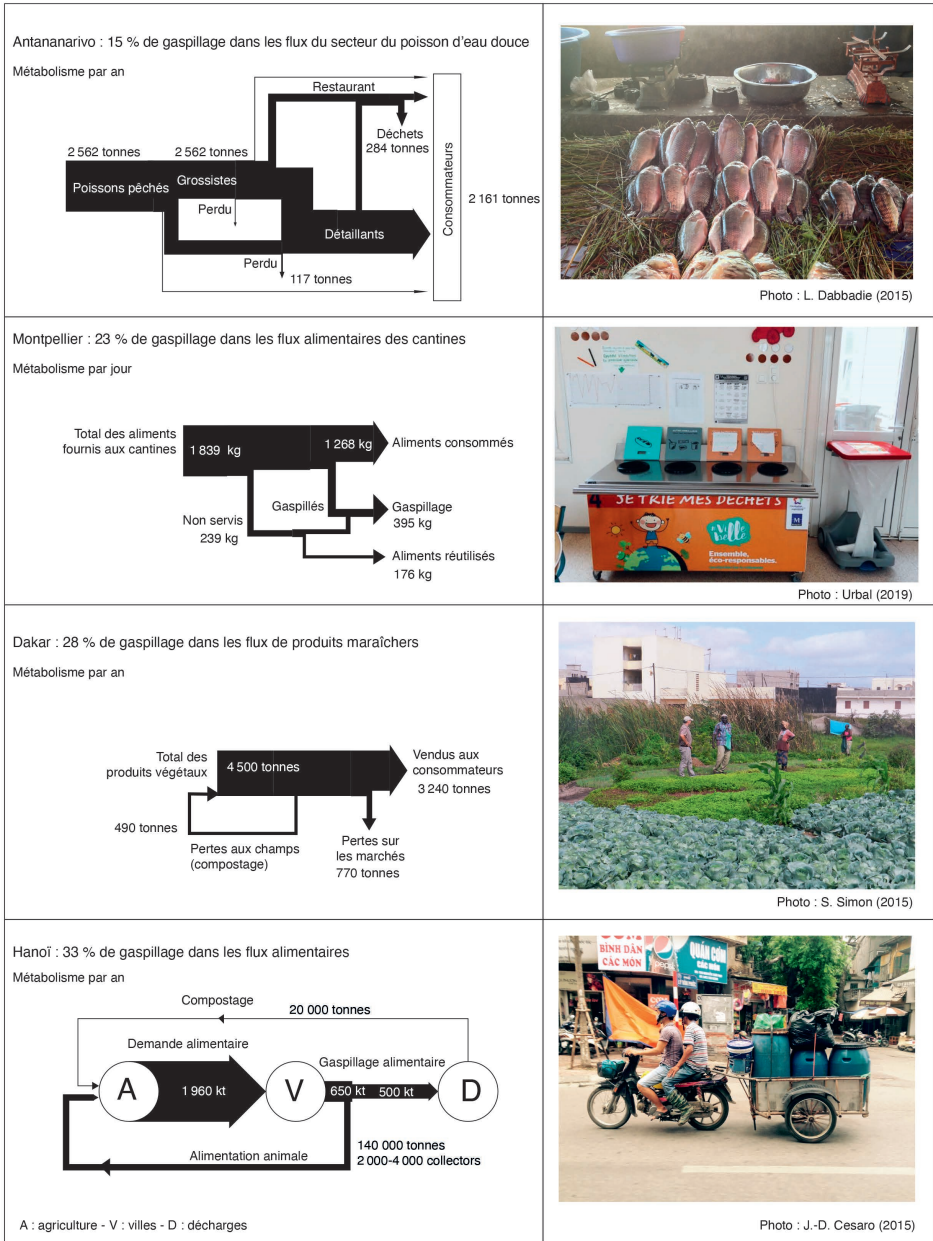 Antananarivo : 15 % de gaspillage dans les flux du secteur du poisson d'eau douce
Métabolisme par an
Restaurant
Déchets
284 tonnes
2 562 tonnes
2 562 tonnes
Poissons pêchés
Grossistes
Perdu
Détaillants
Consommateurs
2 161 tonnes
Perdu
117 tonnes
Photo : L. Dabbadie (2015)
Montpellier : 23 % de gaspillage dans les flux alimentaires des cantines
Métabolisme par jour
Total des aliments
fournis aux cantines
1 839 kg
1 268 kg
Aliments consommés
Non servis
239 kg
Gaspillés
Gaspillage
395 kg
Aliments réutilisés
176 kg
JE TRIE MES DECHETS
Ensemble,
éco-responsables.
Photo : Urbal (2019)
Dakar : 28 % de gaspillage dans les flux de produits maraîchers
Métabolisme par an
Total des
produits végétaux
4 500 tonnes
Vendus aux
consommateurs
3 240 tonnes
490 tonnes
Pertes aux champs
(compostage)
Pertes sur
les marchés
770 tonnes
Photo : S. Simon (2015)
Hanoï : 33 % de gaspillage dans les flux alimentaires
Métabolisme par an
Compostage
20 000 tonnes
Demande alimentaire
Gaspillage alimentaire
A
1 960 kt
V
650 kt
500 kt
D
140 000 tonnes
2 000-4 000 collectors
Alimentation animale
A : agriculture - V : villes - D : décharges
BÌNH DÂN
CÁC MÓN
QUÁN CƠM
CÁC MÓN
Photo : J.-D. Cesaro (2015)